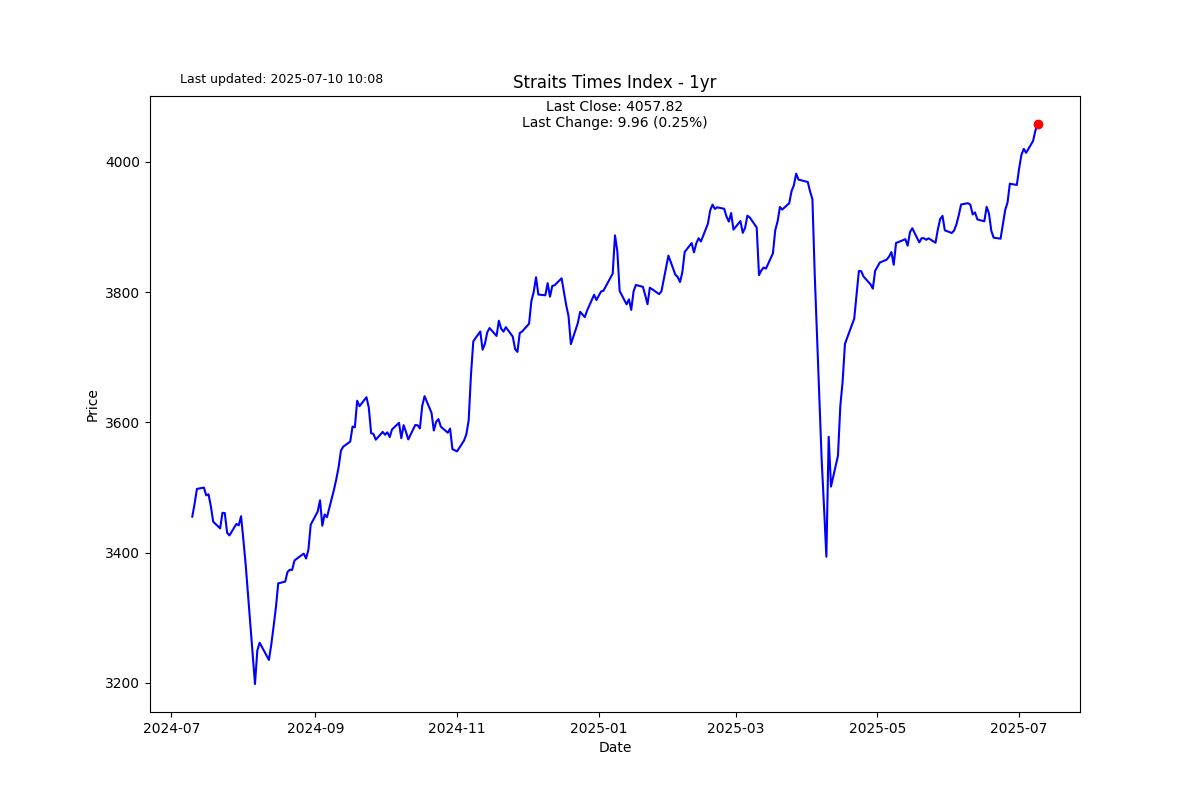 Last updated: 2025-07-10 10:08
Straits Times Index - 1yr
Last Close: 4057.82
Last Change: 9.96 (0.25%)
4000
3800
3600
3400
3200
Price
2024-07
2024-09
2024-11
2025-01
2025-03
2025-05
2025-07
Date